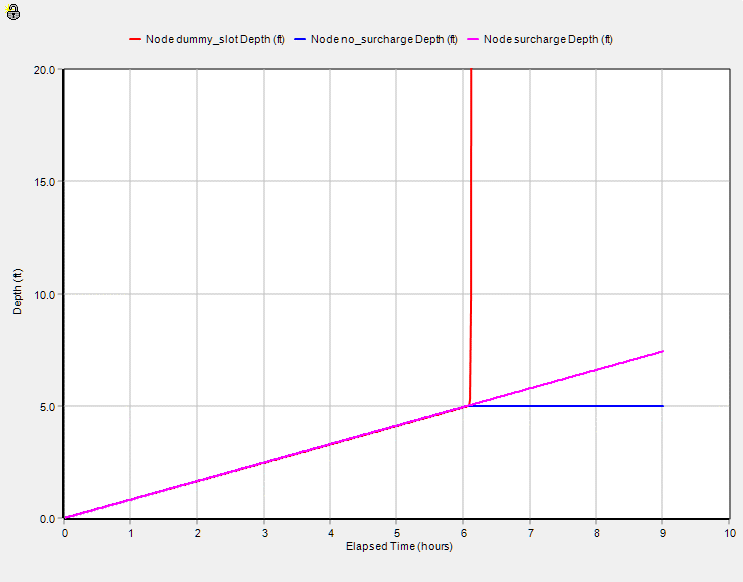 Node dummy_slot Depth (ft) Node no_surcharge Depth (ft) Node surcharge Depth (ft)
20.0
15.0
10.0
5.0
0.0
Depth (ft)
0 1 2 3 4 5 6 7 8 9 10
Elapsed Time (hours)